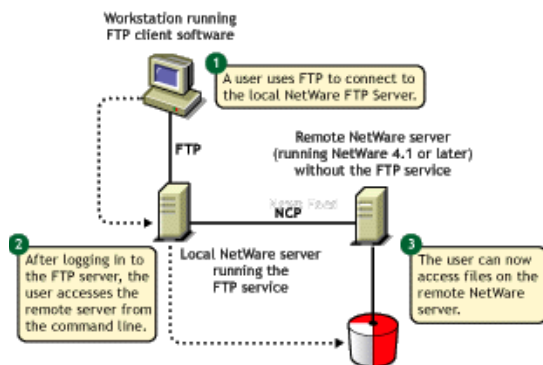 Workstation running
FTP client software
1
A user uses FTP to connect to
the local NetWare FTP Server.
FTP
Remote NetWare server
(running NetWare 4.1 or later)
without the FTP service
NCP
2
After logging in to
the FTP server, the
user accesses the
remote server from
the command line.
Local NetWare server
running the
FTP service
3
The user can now
access files on the
remote NetWare
server.